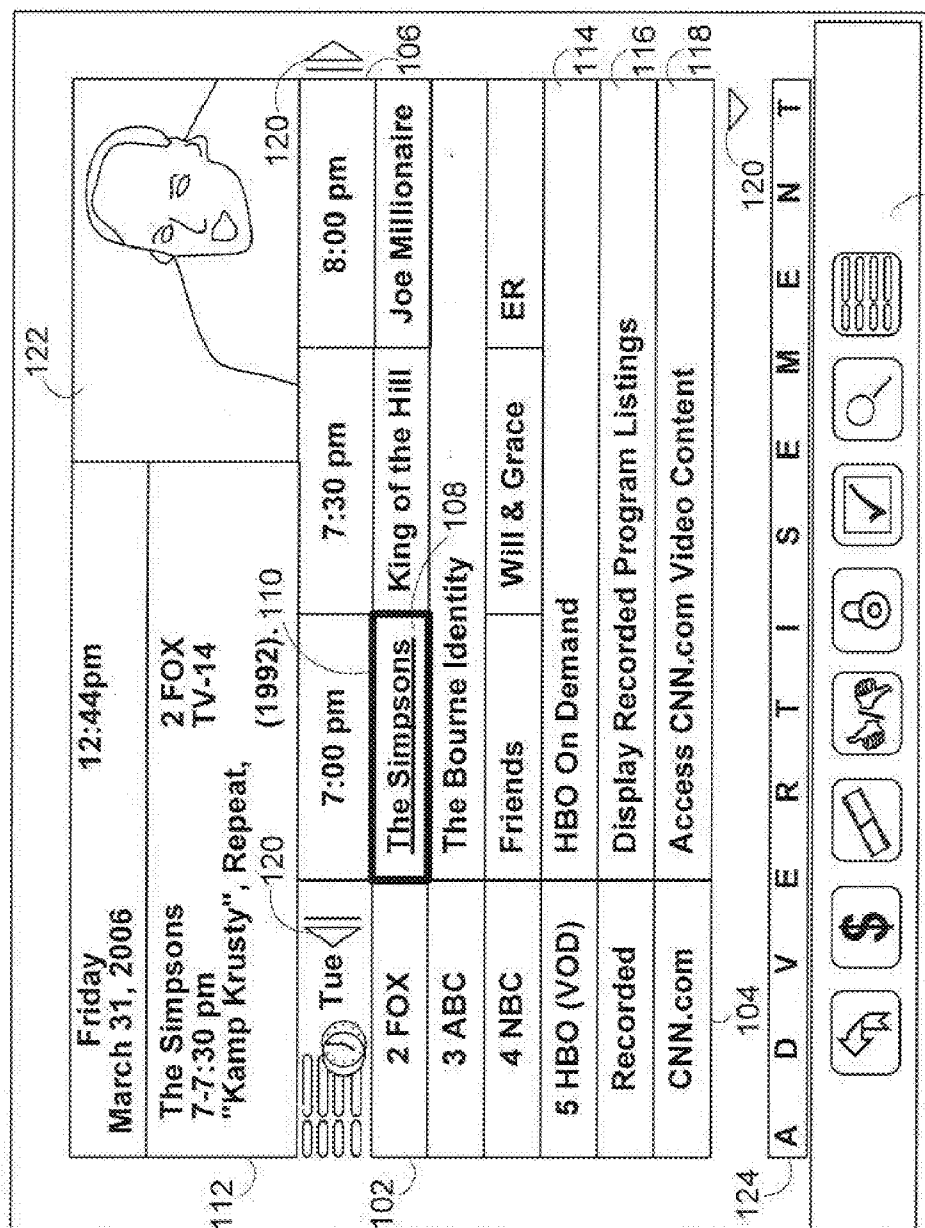 122
Friday
March 31, 2006
12:44pm
The Simpsons
7-7:30 pm
"Kamp Krusty", Repeat,
2 FOX
TV-14
(1992).
112
110
120
120
Tue
7:00 pm
7:30 pm
8:00 pm
102
106
2 FOX
The Simpsons
King of the Hill
Joe Millionaire
3 ABC
The Bourne Identity
108
4 NBC
Friends
Will & Grace
ER
5 HBO (VOD)
HBO On Demand
114
Recorded
Display Recorded Program Listings
116
CNN.com
Access CNN.com Video Content
118
104
120
124
A D V E R T I S E M E N T
$